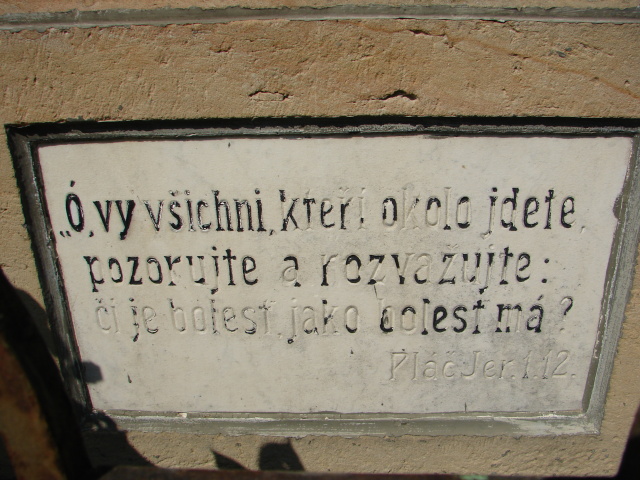 „Ó, vy všichni, kteří okolo jdete,
pozorujte a rozvažujte:
či je bolest jako bolest má?
Pláč Jer. 1.12.